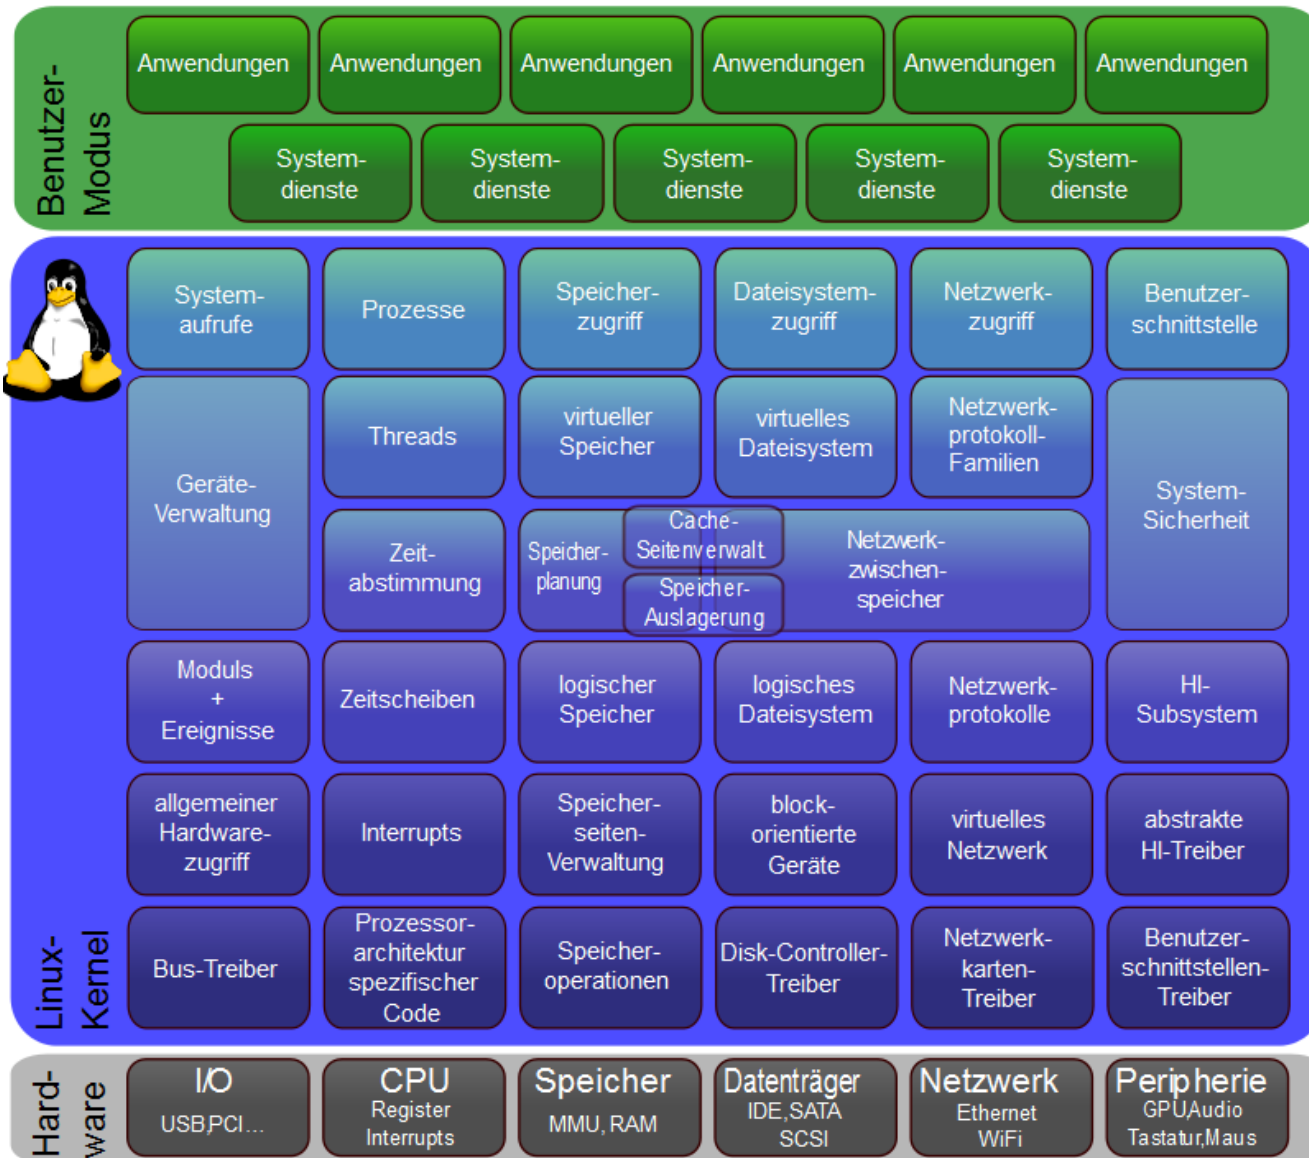 Benutzer-
Modus
Anwendungen
Anwendungen
Anwendungen
Anwendungen
Anwendungen
Anwendungen
System-
dienste
System-
dienste
System-
dienste
System-
dienste
System-
dienste
Linux-
Kernel
System-
aufrufe
Prozesse
Speicher-
zugriff
Dateisystem-
zugriff
Netzwerk-
zugriff
Benutzer-
schnittstelle
Geräte-
Verwaltung
Threads
virtueller
Speicher
virtuelles
Dateisystem
Netzwerk-
protokoll-
Familien
System-
Sicherheit
Zeit-
abstimmung
Speicher-
planung
Cache-
Seitenverwalt.
Speicher-
Auslagerung
Netzwerk-
zwischen-
speicher
Moduls
+
Ereignisse
Zeitscheiben
logischer
Speicher
logisches
Dateisystem
Netzwerk-
protokolle
HI-
Subsystem
allgemeiner
Hardware-
zugriff
Interrupts
Speicher-
seiten-
Verwaltung
block-
orientierte
Geräte
virtuelles
Netzwerk
abstrakte
HI-Treiber
Bus-Treiber
Prozessor-
architektur
spezifischer
Code
Speicher-
operationen
Disk-Controller-
Treiber
Netzwerk-
karten-
Treiber
Benutzer-
schnittstellen-
Treiber
Hard-
ware
I/O
USB,PCI...
CPU
Register
Interrupts
Speicher
MMU, RAM
Datenträger
IDE,SATA
SCSI
Netzwerk
Ethernet
WiFi
Peripherie
GPU,Audio
Tastatur,Maus